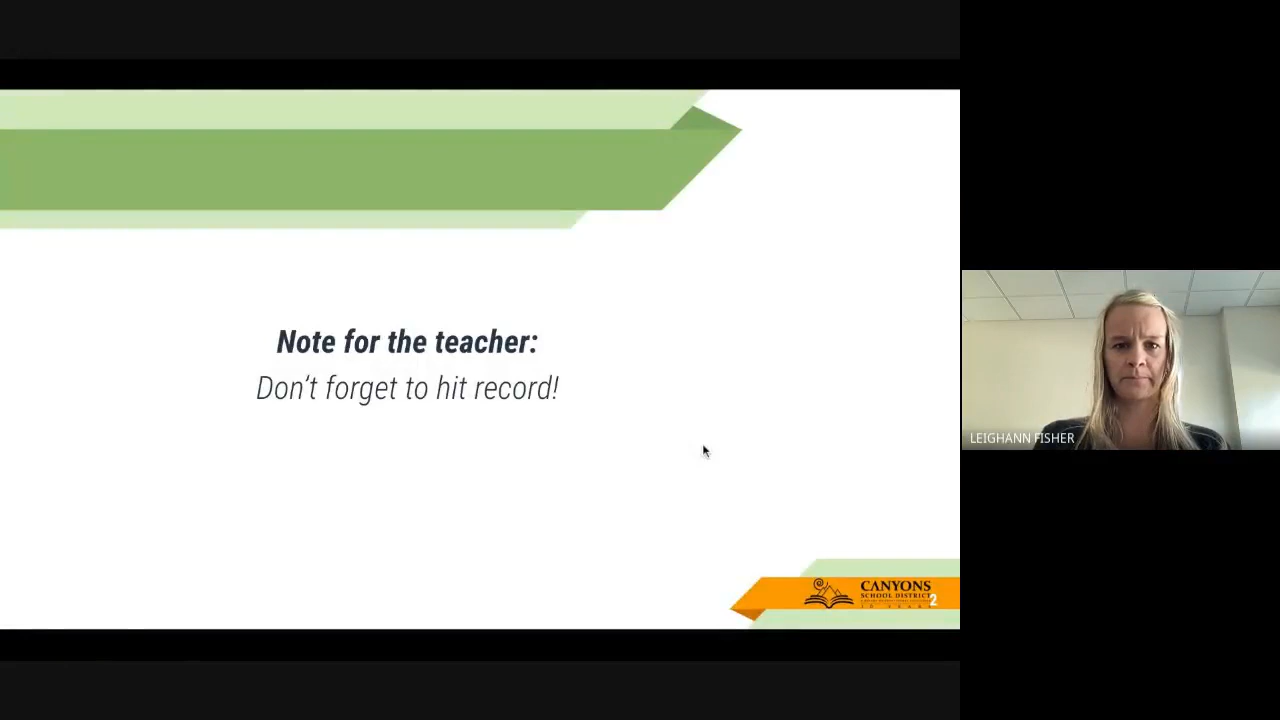 Note for the teacher:
Don't forget to hit record!
LEIGHANN FISHER
CANYONS
SCHOOL DISTRICT
2